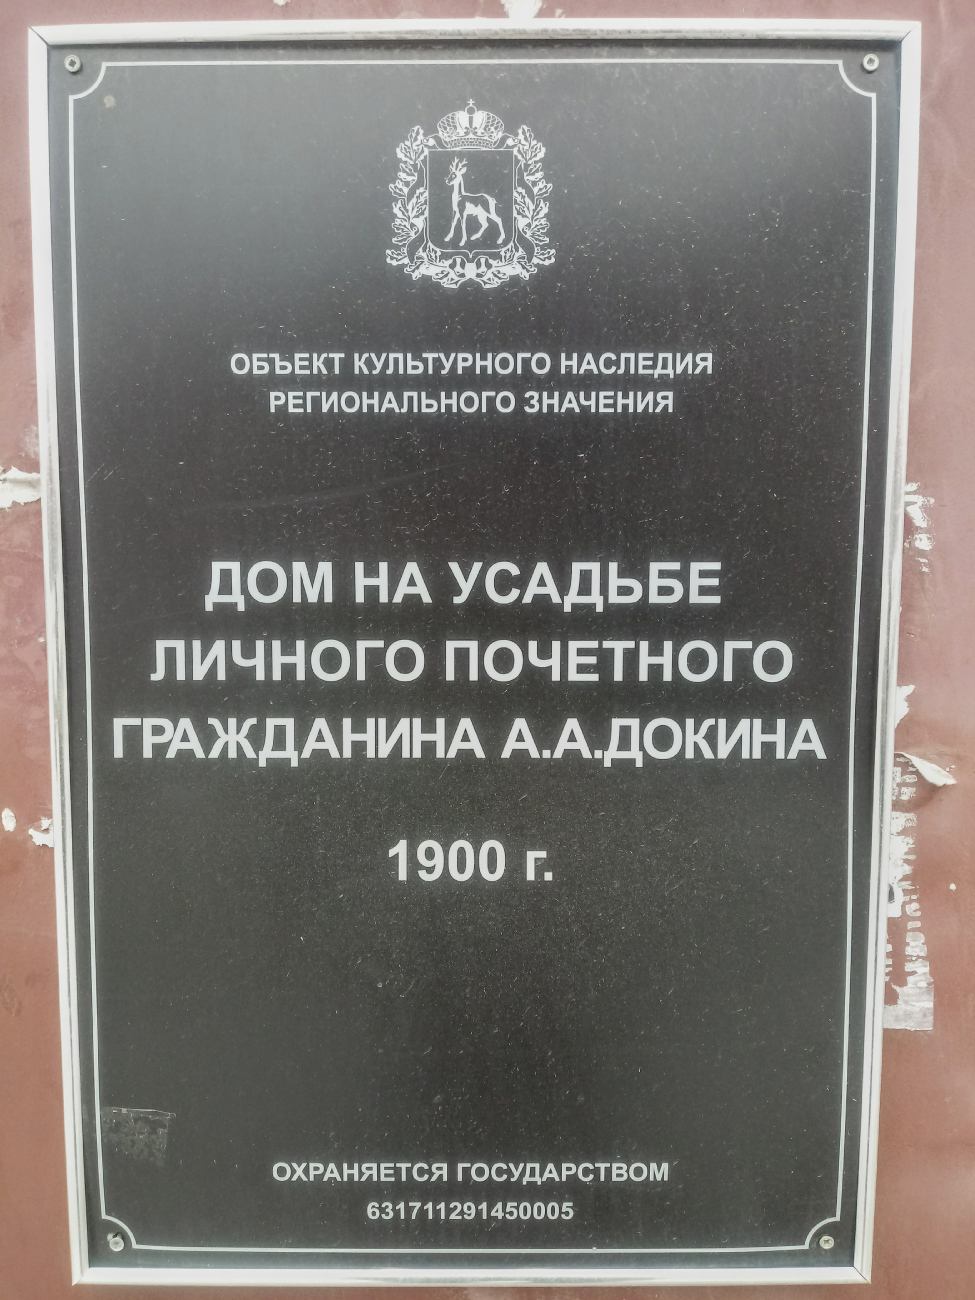 ОБЪЕКТ КУЛЬТУРНОГО НАСЛЕДИЯ
РЕГИОНАЛЬНОГО ЗНАЧЕНИЯ
ДОМ НА УСАДЬБЕ
ЛИЧНОГО ПОЧЕТНОГО
ГРАЖДАНИНА А.А.ДОКИНА
1900 г.
ОХРАНЯЕТСЯ ГОСУДАРСТВОМ
631711291450005